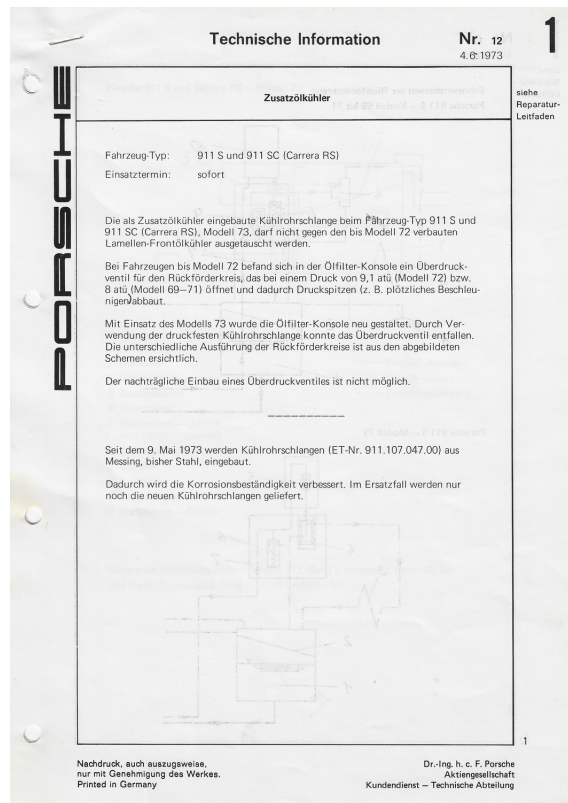 Technische Information
Nr. 12
4.6.1973
1
siehe
Reparatur-
Leitfaden
PORSCHE
Zusatzölkühler
Fahrzeug-Typ: 911 S und 911 SC (Carrera RS)
Einsatztermin: sofort
Die als Zusatzölkühler eingebaute Kühlrohrschlange beim Fahrzeug-Typ 911 S und
911 SC (Carrera RS), Modell 73, darf nicht gegen den bis Modell 72 verbauten
Lamellen-Frontölkühler ausgetauscht werden.
Bei Fahrzeugen bis Modell 72 befand sich in der Ölfilter-Konsole ein Überdruck-
ventil für den Rückförderkreis, das bei einem Druck von 9,1 atü (Modell 72) bzw.
8 atü (Modell 69—71) öffnet und dadurch Druckspitzen (z. B. plötzliches Beschleu-
nigen)abbaut.
Mit Einsatz des Modells 73 wurde die Ölfilter-Konsole neu gestaltet. Durch Ver-
wendung der druckfesten Kühlrohrschlange konnte das Überdruckventil entfallen.
Die unterschiedliche Ausführung der Rückförderkreise ist aus den abgebildeten
Schemen ersichtlich.
Der nachträgliche Einbau eines Überdruckventiles ist nicht möglich.
Seit dem 9. Mai 1973 werden Kühlrohrschlangen (ET-Nr. 911.107.047.00) aus
Messing, bisher Stahl, eingebaut.
Dadurch wird die Korrosionsbeständigkeit verbessert. Im Ersatzfall werden nur
noch die neuen Kühlrohrschlangen geliefert.
1
Nachdruck, auch auszugsweise,
nur mit Genehmigung des Werkes.
Printed in Germany
Dr.-Ing. h. c. F. Porsche
Aktiengesellschaft
Kundendienst — Technische Abteilung